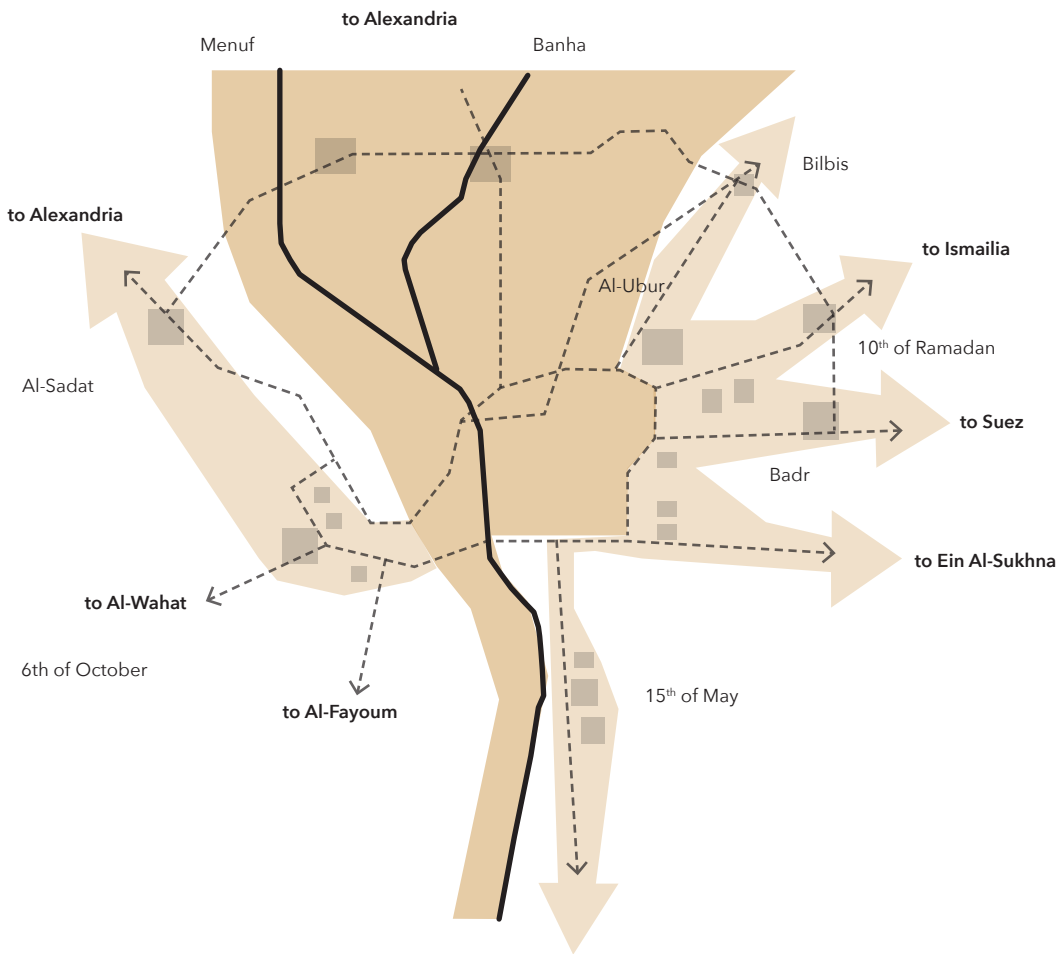 to Alexandria
Menuf
Banha
Bilbis
to Alexandria
to Ismailia
Al-Ubur
10th of Ramadan
Al-Sadat
to Suez
Badr
to Ein Al-Sukhna
to Al-Wahat
6th of October
15th of May
to Al-Fayoum